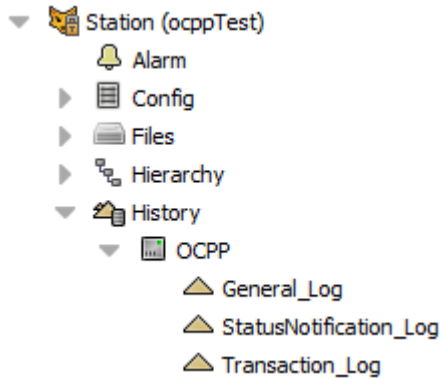 Station (ocppTest)
Alarm
Config
Files
Hierarchy
History
OCPP
General_Log
StatusNotification_Log
Transaction_Log